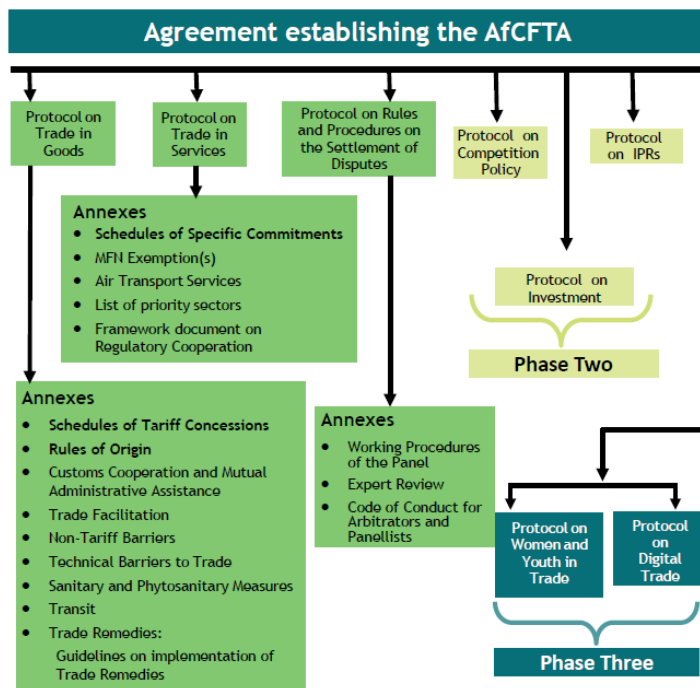 Agreement establishing the AfCFTA
Protocol on
Trade in
Goods
Protocol on
Trade in
Services
Protocol on Rules
and Procedures on
the Settlement of
Disputes
Protocol on
Competition
Policy
Protocol
on IPRs
Annexes
• Schedules of Specific Commitments
• MFN Exemption(s)
• Air Transport Services
• List of priority sectors
• Framework document on
Regulatory Cooperation
Protocol on
Investment
Phase Two
Annexes
• Schedules of Tariff Concessions
• Rules of Origin
• Customs Cooperation and Mutual
Administrative Assistance
• Trade Facilitation
• Non-Tariff Barriers
• Technical Barriers to Trade
• Sanitary and Phytosanitary Measures
• Transit
• Trade Remedies:
Guidelines on implementation of
Trade Remedies
Annexes
• Working Procedures
of the Panel
• Expert Review
• Code of Conduct for
Arbitrators and
Panellists
Protocol on
Women and
Youth in
Trade
Protocol
on
Digital
Trade
Phase Three